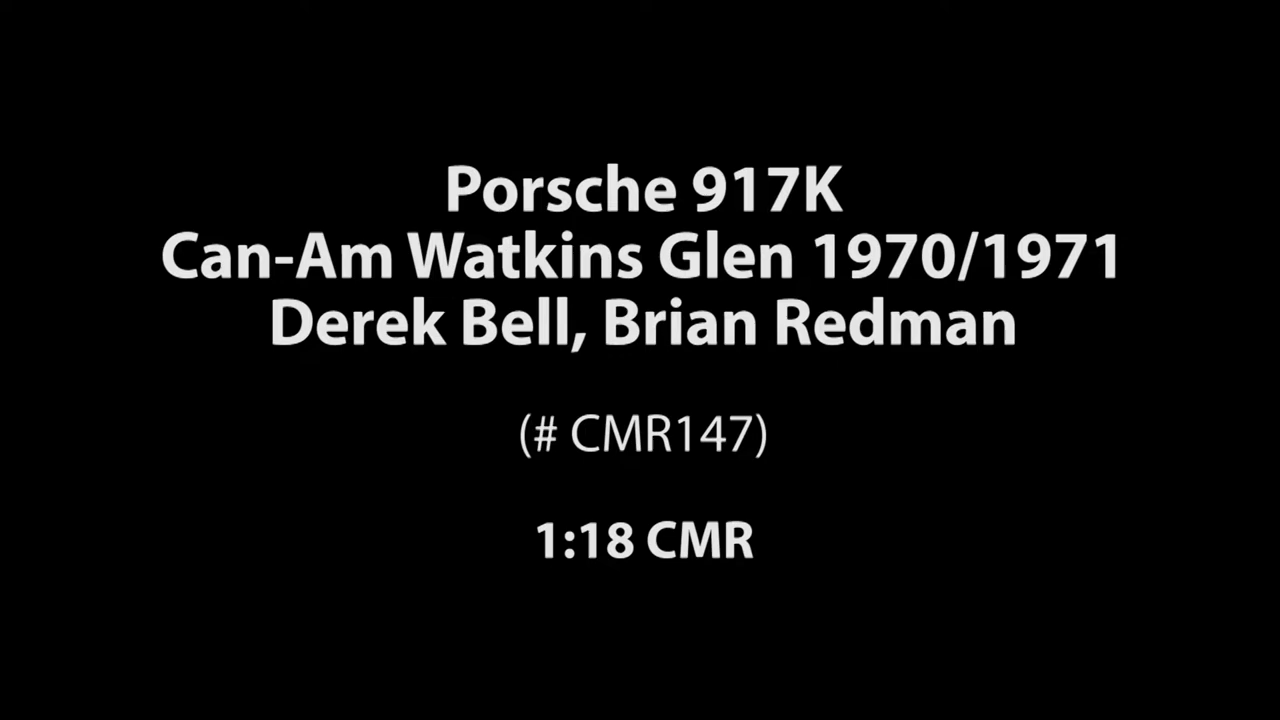 Porsche 917K
Can-Am Watkins Glen 1970/1971
Derek Bell, Brian Redman
(# CMR147)
1:18 CMR